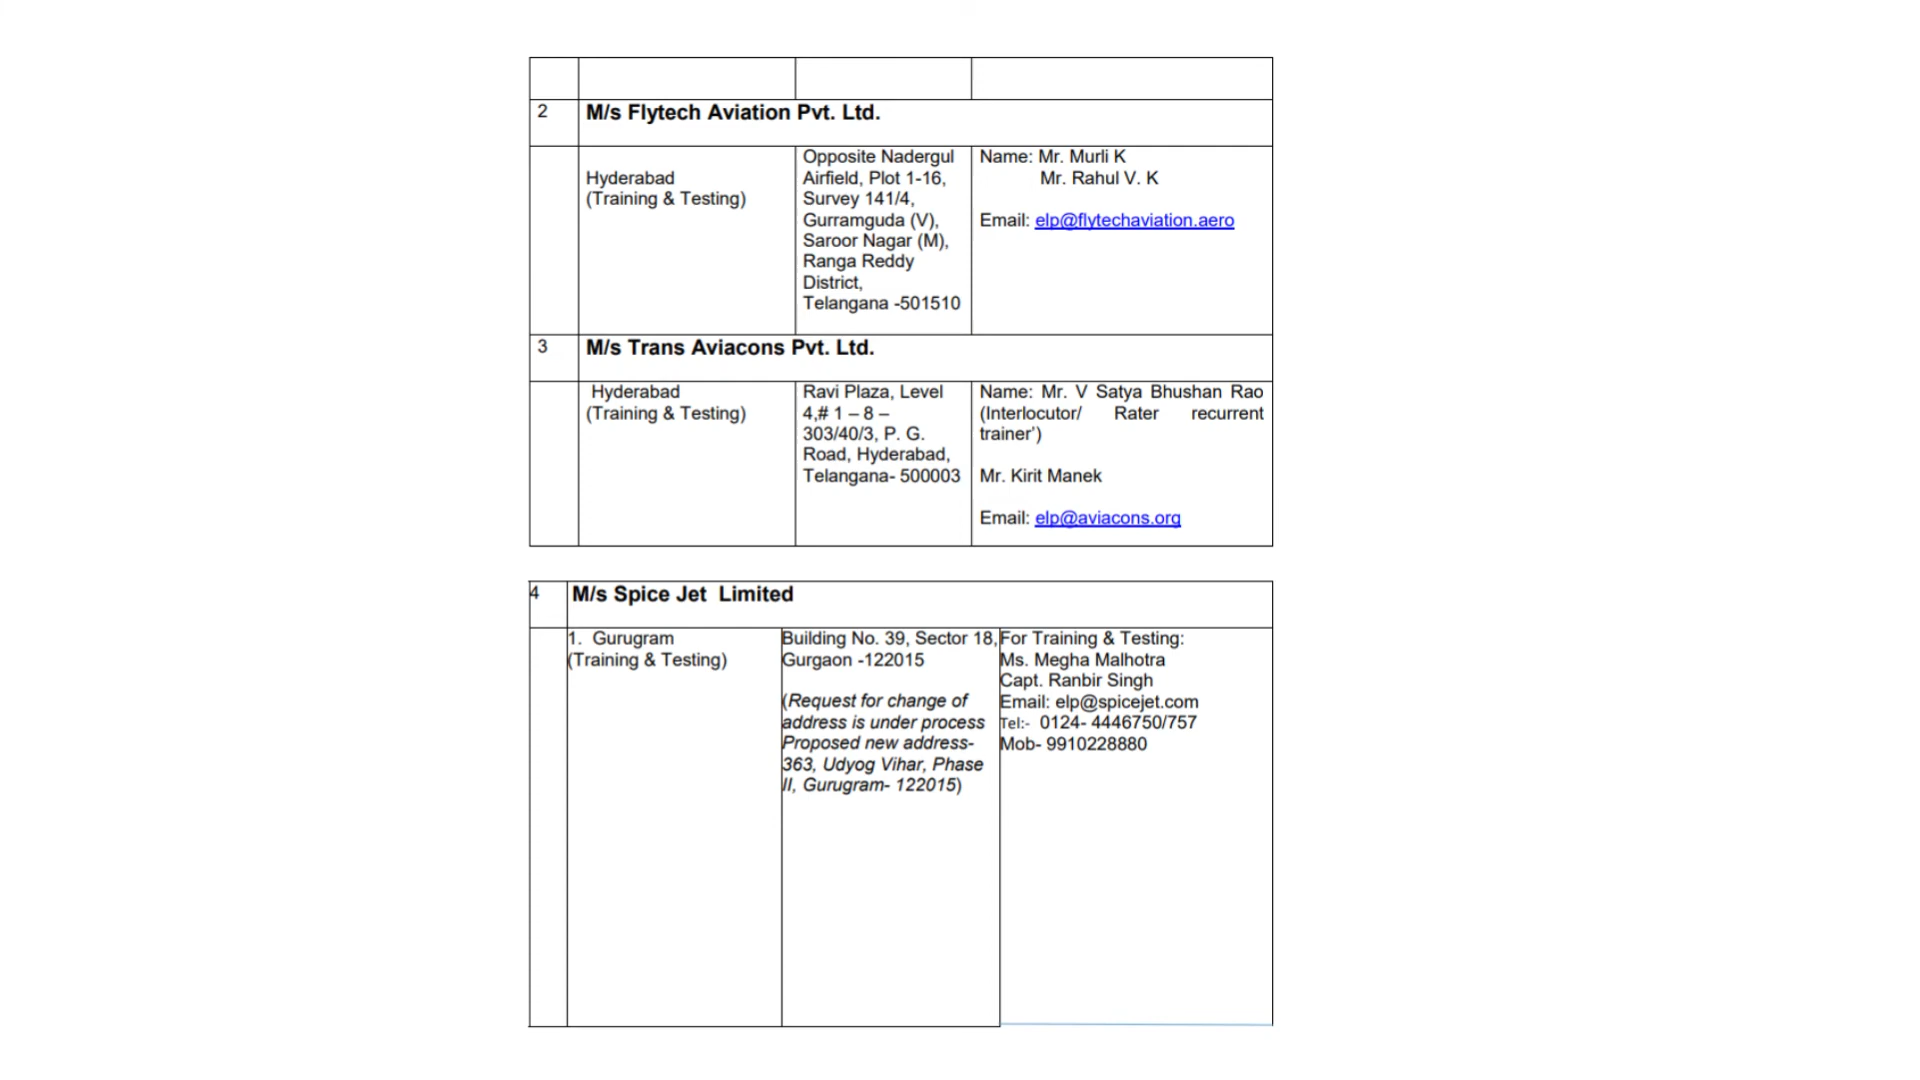 2
M/s Flytech Aviation Pvt. Ltd.
Hyderabad
(Training & Testing)
Opposite Nadergul
Airfield, Plot 1-16,
Survey 141/4,
Gurramguda (V),
Saroor Nagar (M),
Ranga Reddy
District,
Telangana -501510
Name: Mr. Murli K
Mr. Rahul V. K
Email: elp@flytechaviation.aero
3
M/s Trans Aviacons Pvt. Ltd.
Hyderabad
(Training & Testing)
Ravi Plaza, Level
4,# 1 – 8 –
303/40/3, P. G.
Road, Hyderabad,
Telangana- 500003
Name: Mr. V Satya Bhushan Rao
(Interlocutor/ Rater recurrent
trainer’)
Mr. Kirit Manek
Email: elp@aviacons.org
4
M/s Spice Jet Limited
1. Gurugram
(Training & Testing)
Building No. 39, Sector 18,
Gurgaon -122015
(Request for change of
address is under process
Proposed new address-
363, Udyog Vihar, Phase
II, Gurugram- 122015)
For Training & Testing:
Ms. Megha Malhotra
Capt. Ranbir Singh
Email: elp@spicejet.com
Tel:- 0124- 4446750/757
Mob- 9910228880